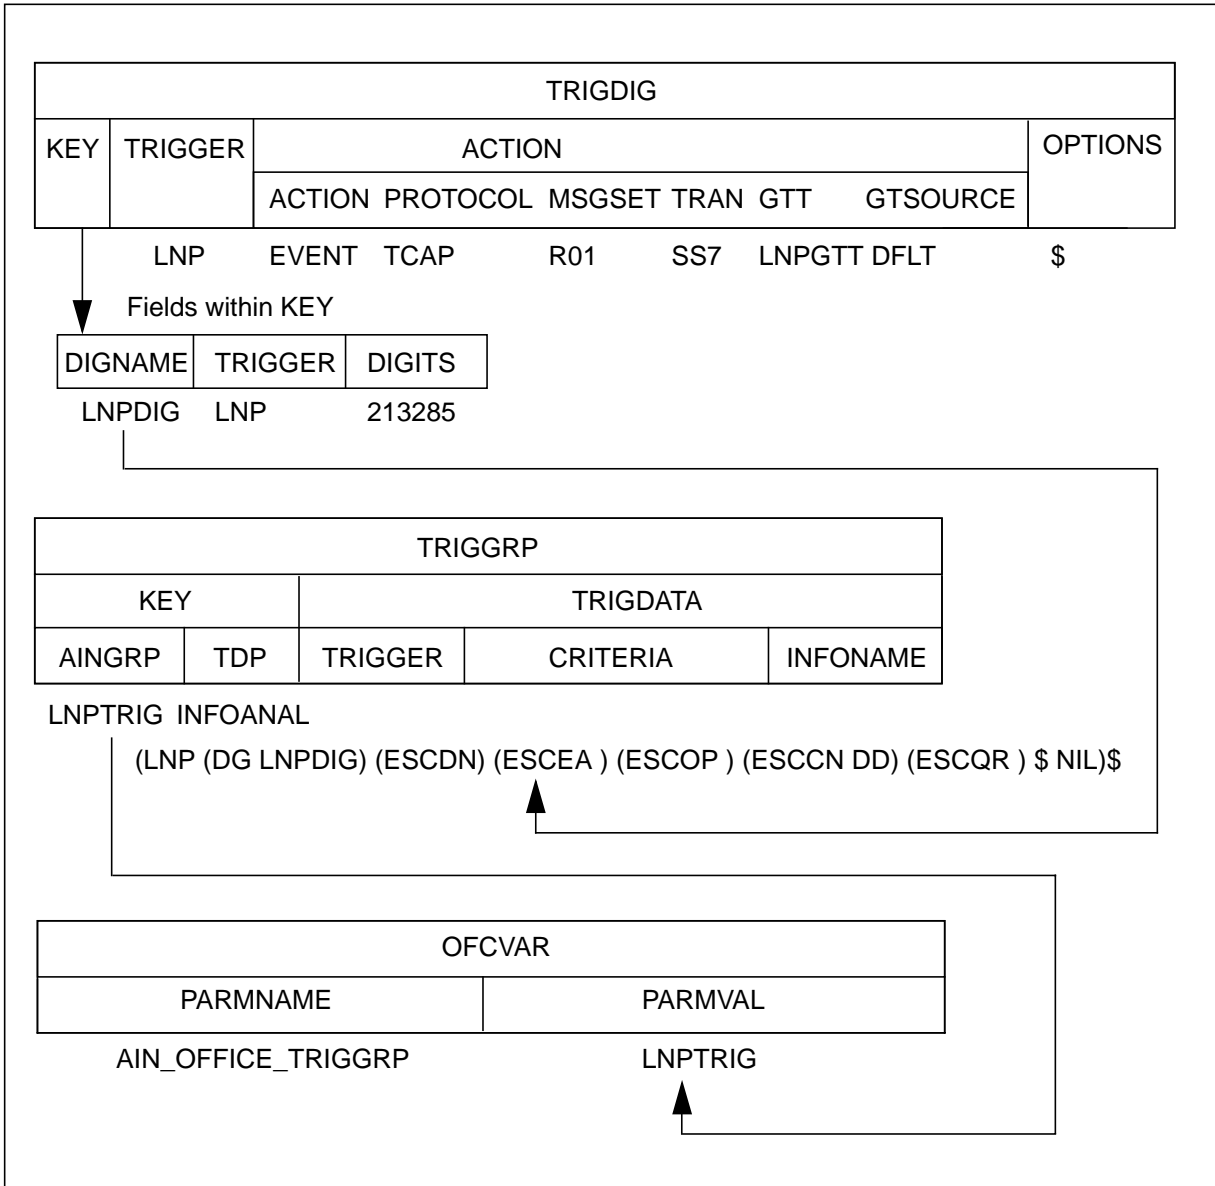 TRIGDIG
KEY TRIGGER ACTION OPTIONS
ACTION PROTOCOL MSGSET TRAN GTT GTSOURCE
LNP EVENT TCAP R01 SS7 LNPGTT DFLT $
Fields within KEY
DIGNAME TRIGGER DIGITS
LNPDIG LNP 213285
TRIGGRP
KEY TRIGDATA
AINGRP TDP TRIGGER CRITERIA INFONAME
LNPTRIG INFOANAL
(LNP (DG LNPDIG) (ESCDN) (ESCEA ) (ESCOP ) (ESCCN DD) (ESCQR ) $ NIL)$
OFCVAR
PARMNAME PARMVAL
AIN_OFFICE_TRIGGRP LNPTRIG